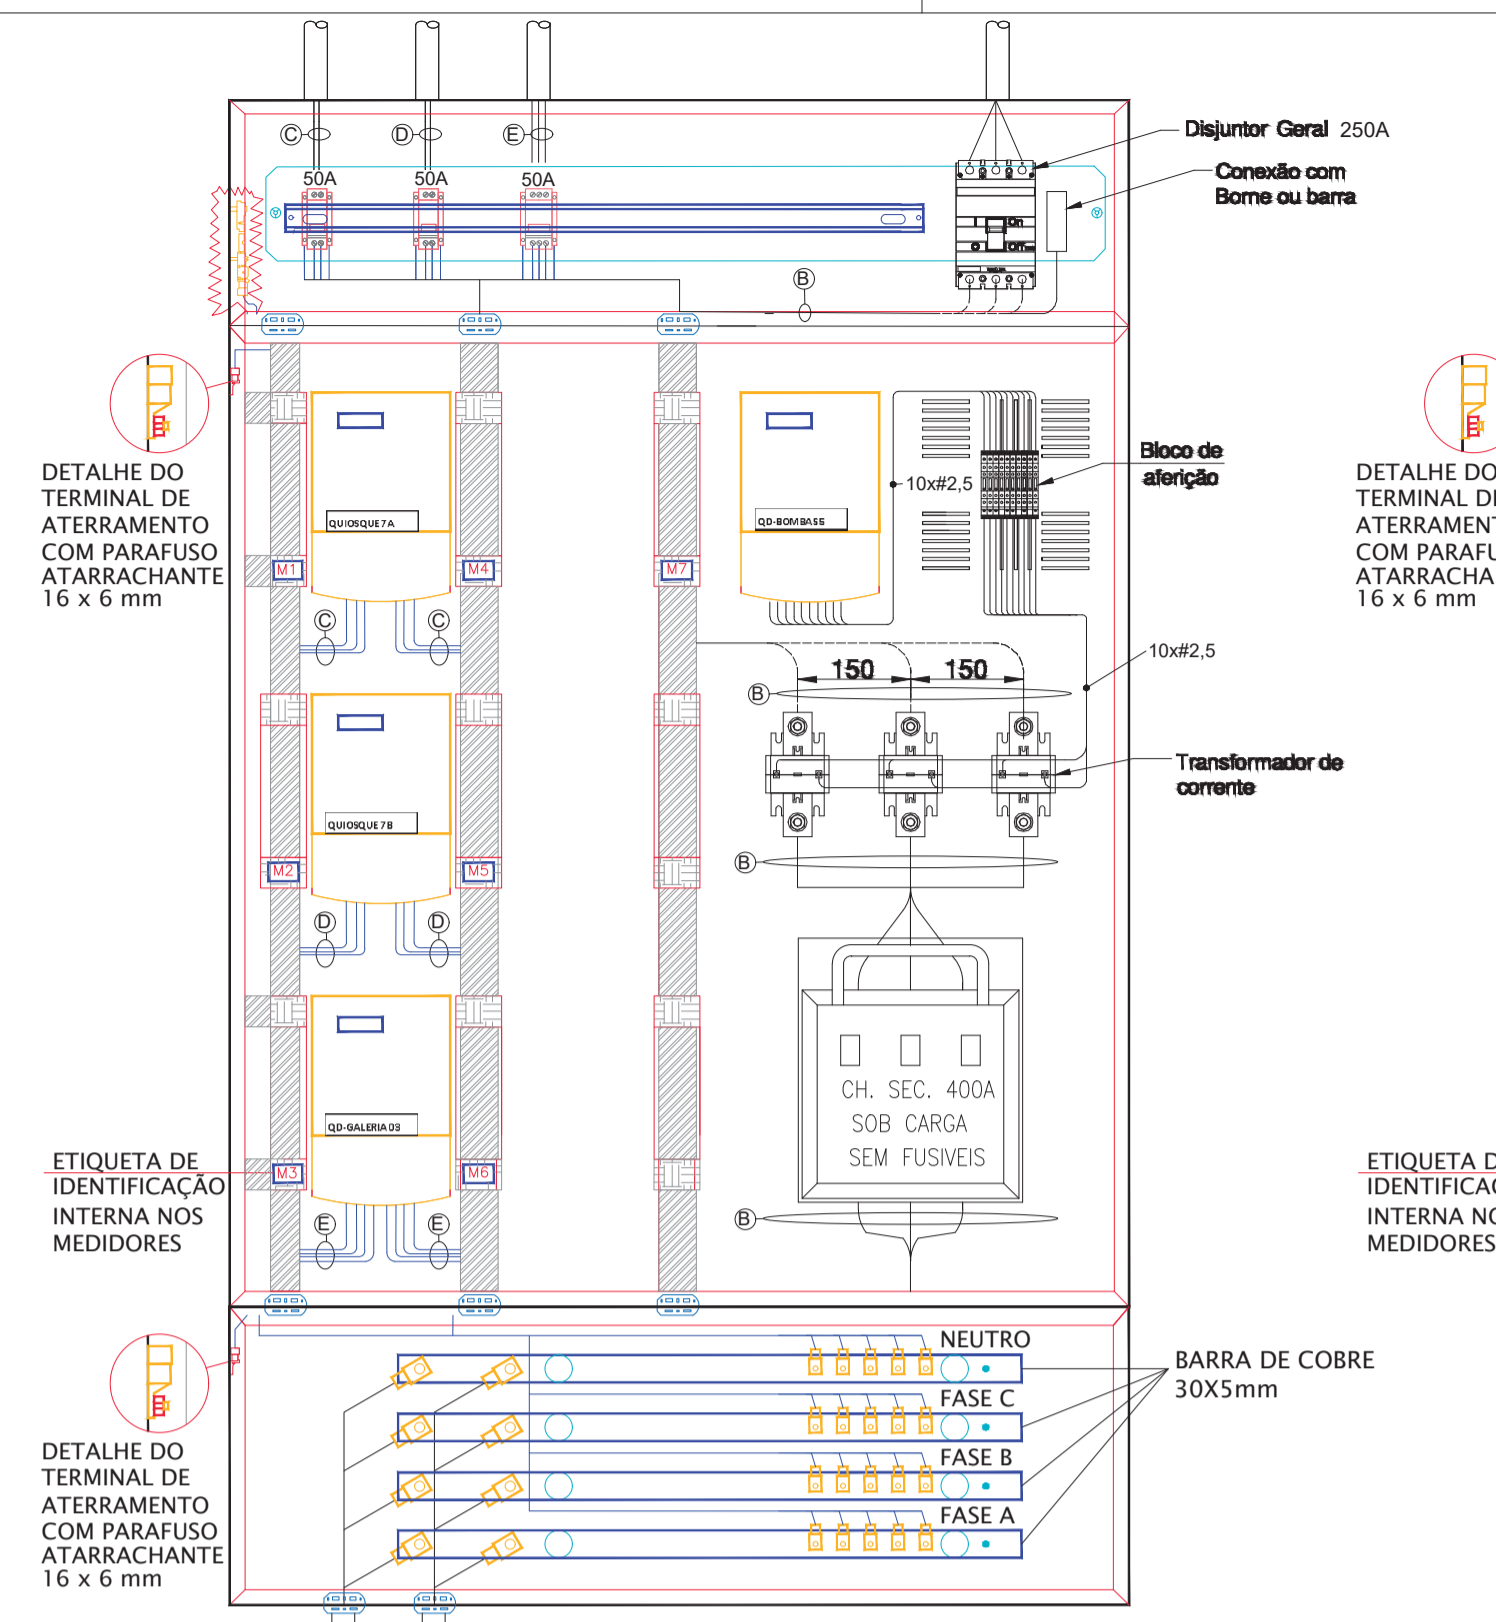 C
D
E
50A
50A
50A
Disjuntor Geral 250A
Conexão com
Borne ou barra
I
On
O
Off
B
DETALHE DO
TERMINAL DE
ATERRAMENTO
COM PARAFUSO
ATARRACHANTE
16 x 6 mm
QUIOSQUE 7A
M1
M4
M7
C
C
QD-BOMBAS5
10x#2,5
Bloco de
aferição
DETALHE DO
TERMINAL DE
ATERRAMENT
COM PARAFU
ATARRACHA
16 x 6 mm
10x#2,5
150
150
B
QUIOSQUE 7B
M2
M5
D
D
Transformador de
corrente
B
QD-GALERIA 03
M3
M6
E
E
CH. SEC. 400A
SOB CARGA
SEM FUSIVEIS
B
ETIQUETA DE
IDENTIFICAÇÃO
INTERNA NOS
MEDIDORES
ETIQUETA D
IDENTIFICA
INTERNA NO
MEDIDORES
NEUTRO
FASE C
FASE B
FASE A
BARRA DE COBRE
30X5mm
DETALHE DO
TERMINAL DE
ATERRAMENTO
COM PARAFUSO
ATARRACHANTE
16 x 6 mm